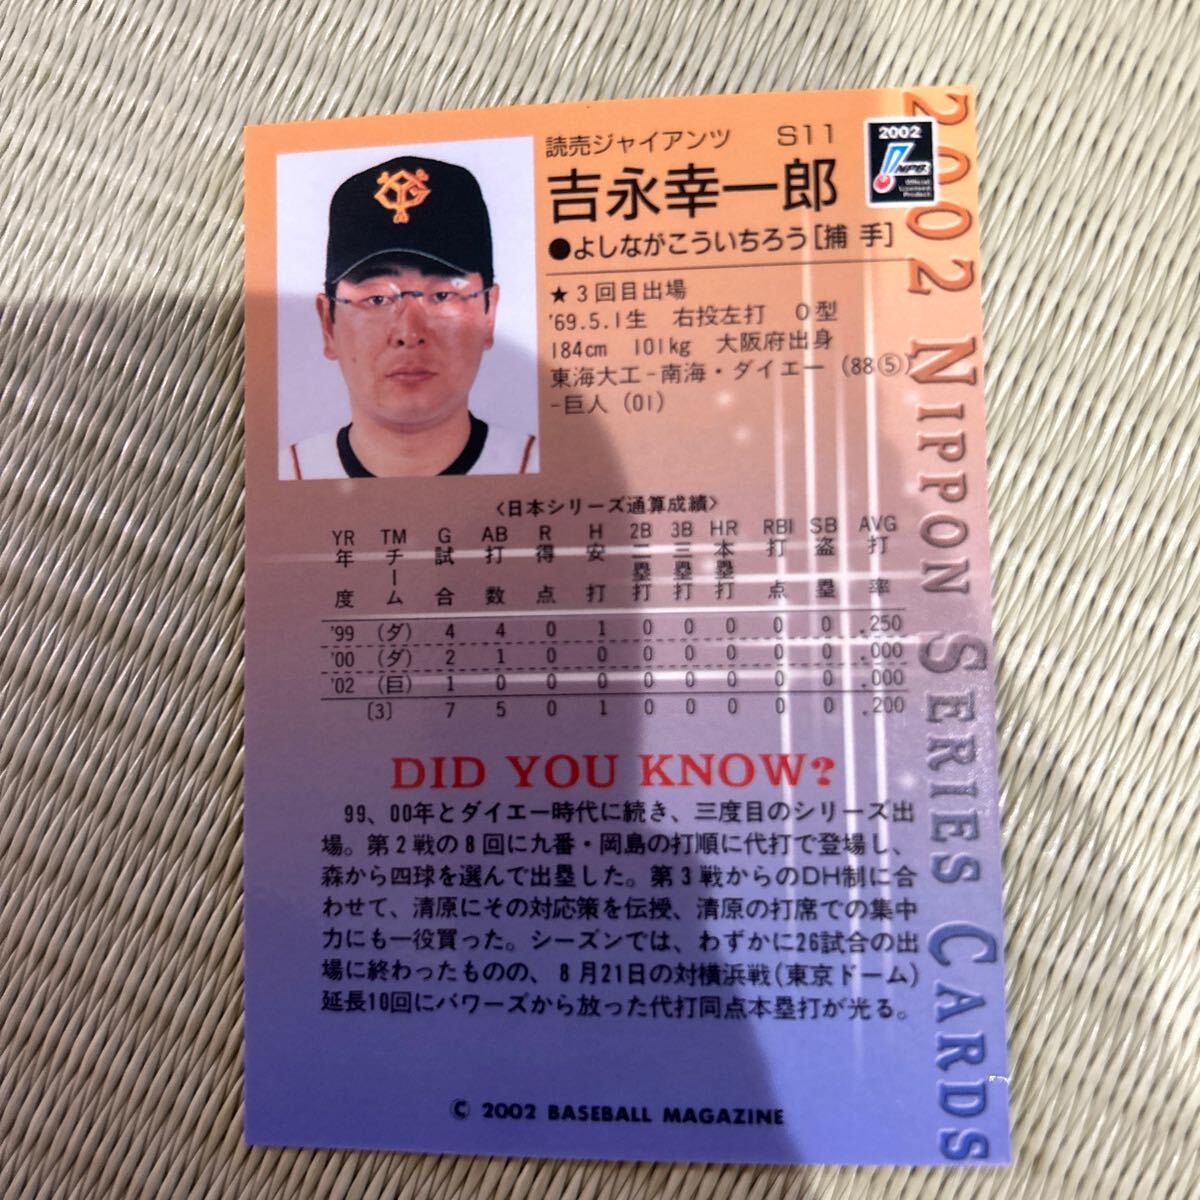 読売ジャイアンツ S11
吉永幸一郎
●よしながこういちろう[捕 手]
★3回目出場
'69.5.1生 右投左打 O型
184cm 101kg 大阪府出身
東海大工-南海・ダイエー(88⑤)
-巨人(01)
2002
NPB
Official
Licensed
Product
2002 NIPPON SERIES CARDS
〈日本シリーズ通算成績〉
YR TM G AB R H 2B 3B HR RBI SB AVG
年度 チーム 試合 打数 得点 安打 二塁打 三塁打 本塁打 打点 盗塁 打率
'99 (ダ) 4 4 0 1 0 0 0 0 0 .250
'00 (ダ) 2 1 0 0 0 0 0 0 0 .000
'02 (巨) 1 0 0 0 0 0 0 0 0 .000
[3] 7 5 0 1 0 0 0 0 0 .200
DID YOU KNOW?
99、00年とダイエー時代に続き、三度目のシリーズ出
場。第2戦の8回に九番・岡島の打順に代打で登場し、
森から四球を選んで出塁した。第3戦からのDH制に合
わせて、清原にその対応策を伝授、清原の打席での集中
力にも一役買った。シーズンでは、わずかに26試合の出
場に終わったものの、8月21日の対横浜戦(東京ドーム)
延長10回にバワーズから放った代打同点本塁打が光る。
© 2002 BASEBALL MAGAZINE